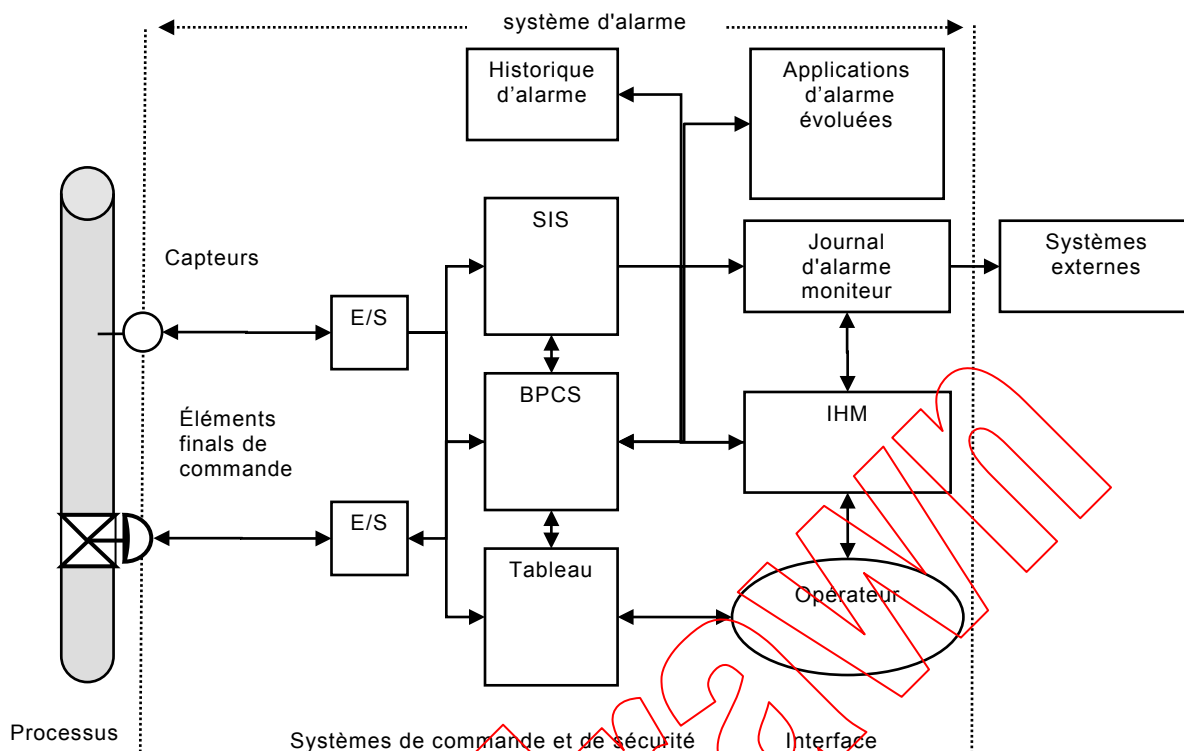 système d'alarme
Historique
d'alarme
Applications
d'alarme
évoluées
SIS
Journal
d'alarme
moniteur
Systèmes
externes
Capteurs
E/S
BPCS
IHM
Éléments
finals de
commande
E/S
Tableau
Opérateur
Processus
Systèmes de commande et de sécurité
Interface